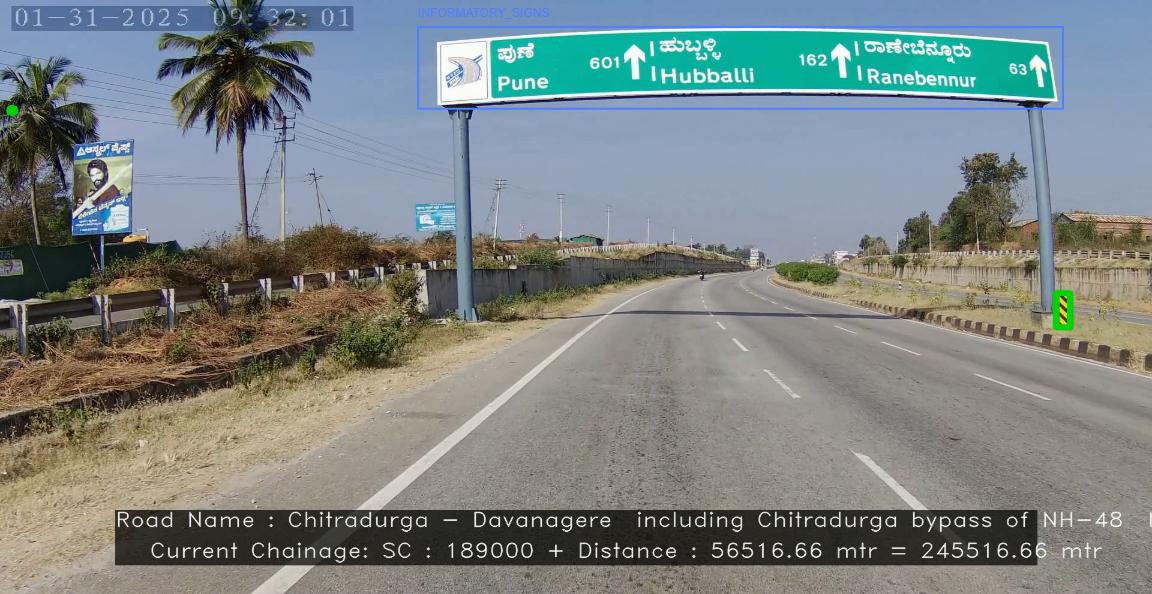 01-31-2025 09:32:01
INFORMATORY_SIGNS
ಪುಣೆ 601 ಹುಬ್ಬಳ್ಳಿ 162 ರಾಣೇಬೆನ್ನೂರು 63
Pune Hubballi Ranebennur
Road Name : Chitradurga - Davanagere including Chitradurga bypass of NH-48
Current Chainage: SC : 189000 + Distance : 56516.66 mtr = 245516.66 mtr